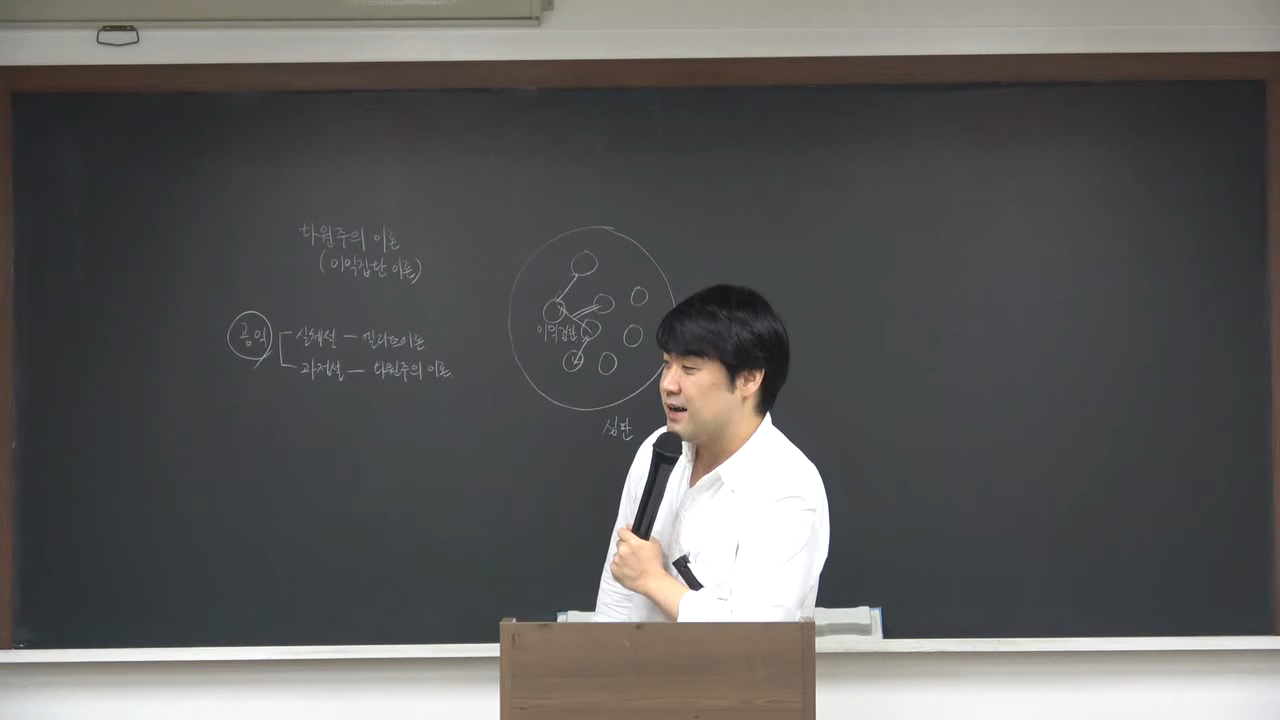 다원주의 이론
(이익집단 이론)
공익
실체설 — 엘리트이론
과정설 — 다원주의 이론
이익집단
심판